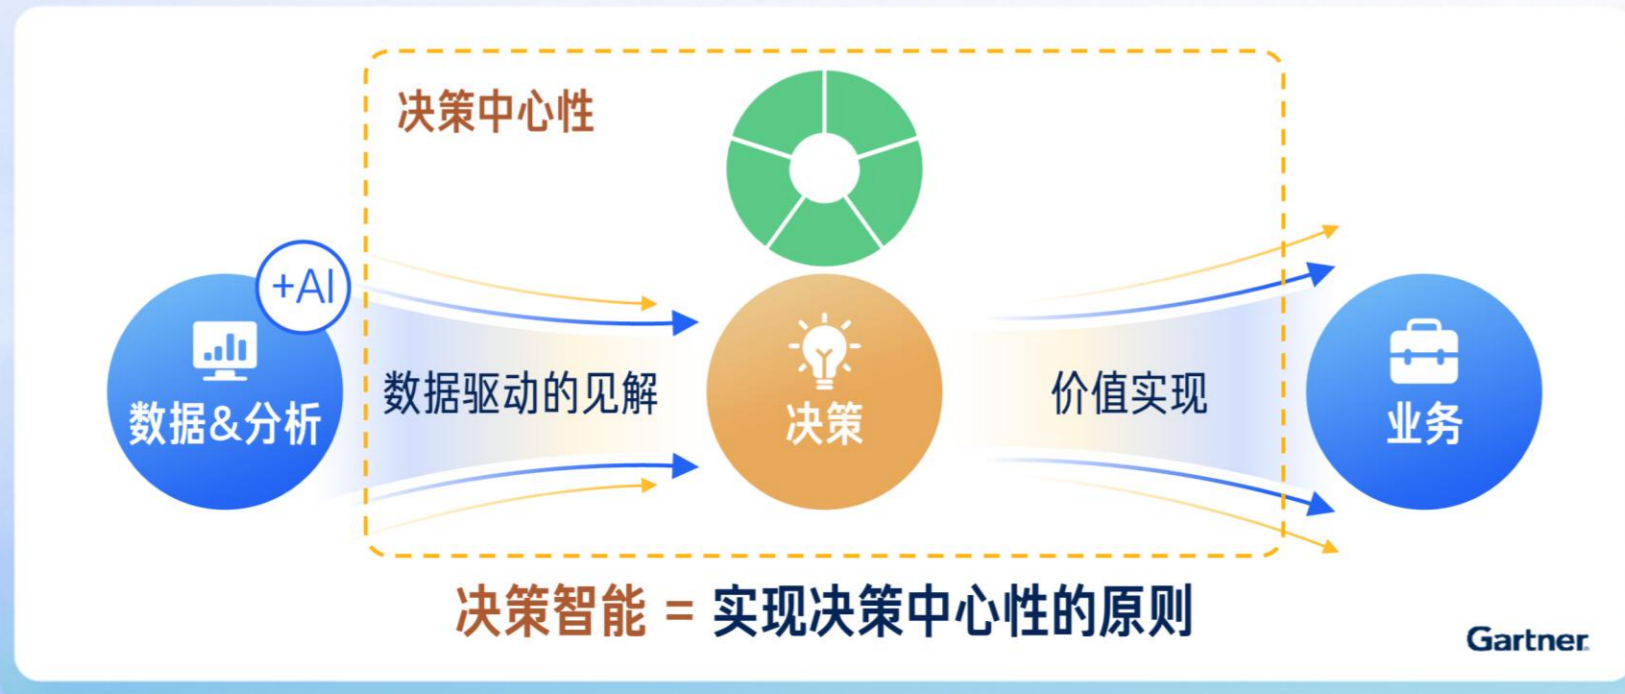 决策中心性
+AI
数据&分析
数据驱动的见解
决策
价值实现
业务
决策智能 = 实现决策中心性的原则
Gartner